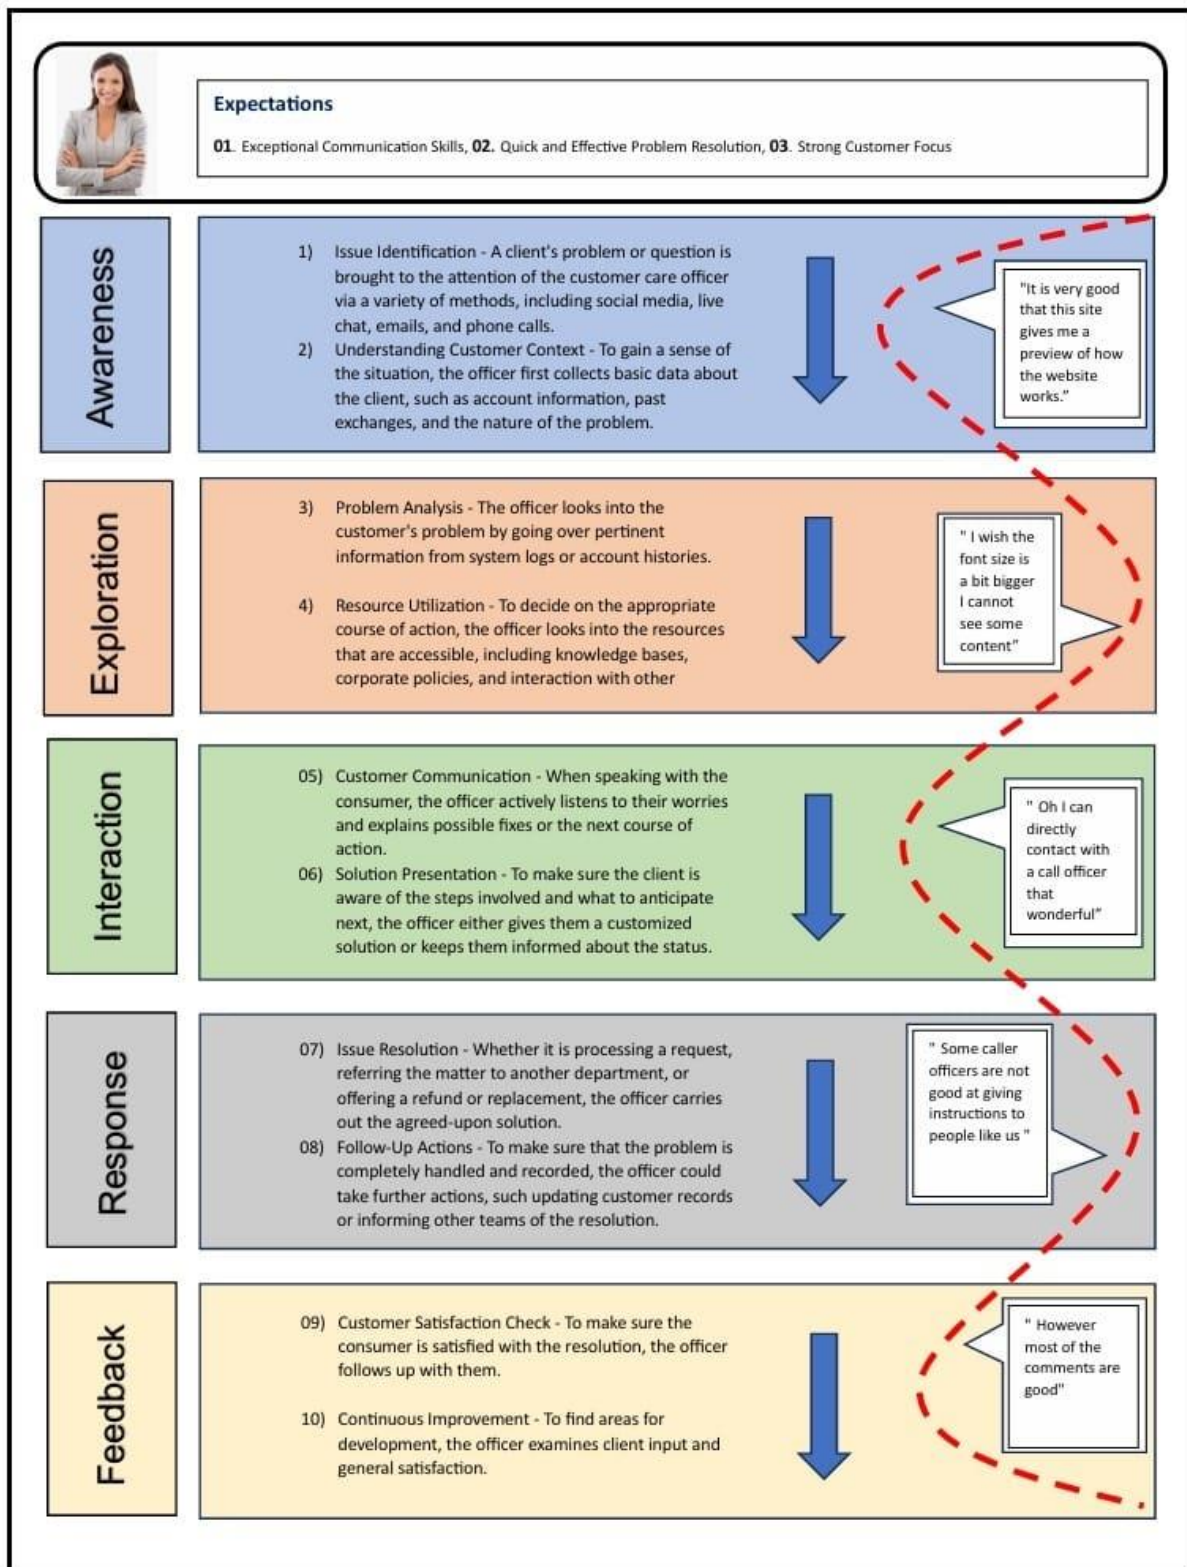 Expectations
01. Exceptional Communication Skills, 02. Quick and Effective Problem Resolution, 03. Strong Customer Focus
Awareness
1) Issue Identification - A client's problem or question is
brought to the attention of the customer care officer
via a variety of methods, including social media, live
chat, emails, and phone calls.
2) Understanding Customer Context - To gain a sense of
the situation, the officer first collects basic data about
the client, such as account information, past
exchanges, and the nature of the problem.
"It is very good
that this site
gives me a
preview of how
the website
works."
Exploration
3) Problem Analysis - The officer looks into the
customer's problem by going over pertinent
information from system logs or account histories.
4) Resource Utilization - To decide on the appropriate
course of action, the officer looks into the resources
that are accessible, including knowledge bases,
corporate policies, and interaction with other
" I wish the
font size is
a bit bigger
I cannot
see some
content"
Interaction
05) Customer Communication - When speaking with the
consumer, the officer actively listens to their worries
and explains possible fixes or the next course of
action.
06) Solution Presentation - To make sure the client is
aware of the steps involved and what to anticipate
next, the officer either gives them a customized
solution or keeps them informed about the status.
" Oh I can
directly
contact with
a call officer
that
wonderful"
Response
07) Issue Resolution - Whether it is processing a request,
referring the matter to another department, or
offering a refund or replacement, the officer carries
out the agreed-upon solution.
08) Follow-Up Actions - To make sure that the problem is
completely handled and recorded, the officer could
take further actions, such updating customer records
or informing other teams of the resolution.
" Some caller
officers are not
good at giving
instructions to
people like us "
Feedback
09) Customer Satisfaction Check - To make sure the
consumer is satisfied with the resolution, the officer
follows up with them.
10) Continuous Improvement - To find areas for
development, the officer examines client input and
general satisfaction.
" However
most of the
comments are
good"